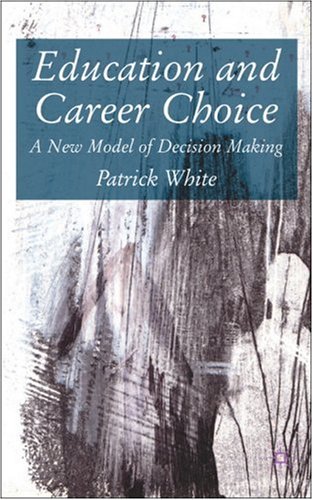 Education and
Career Choice
A New Model of Decision Making
Patrick White